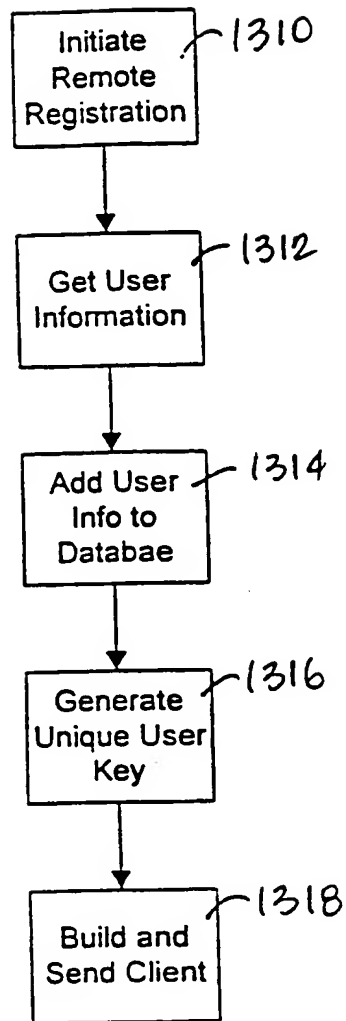 Initiate
Remote
Registration
1310
Get User
Information
1312
Add User
Info to
Databae
1314
Generate
Unique User
Key
1316
Build and
Send Client
1318